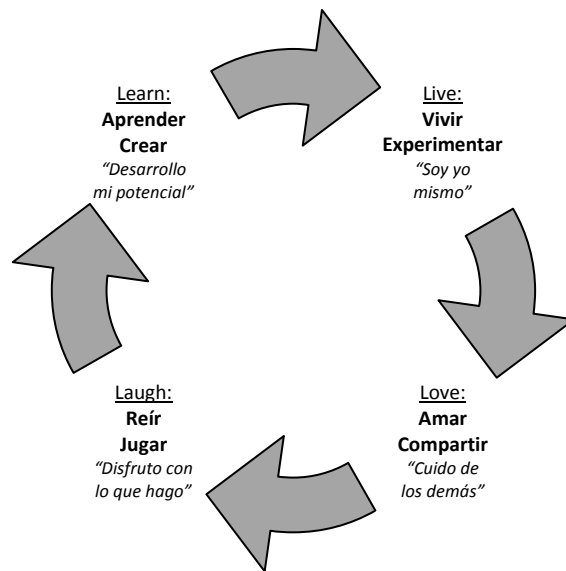 Learn:
Aprender
Crear
“Desarrollo
mi potencial”
Live:
Vivir
Experimentar
“Soy yo
mismo”
Laugh:
Reír
Jugar
“Disfruto con
lo que hago”
Love:
Amar
Compartir
“Cuido de
los demás”